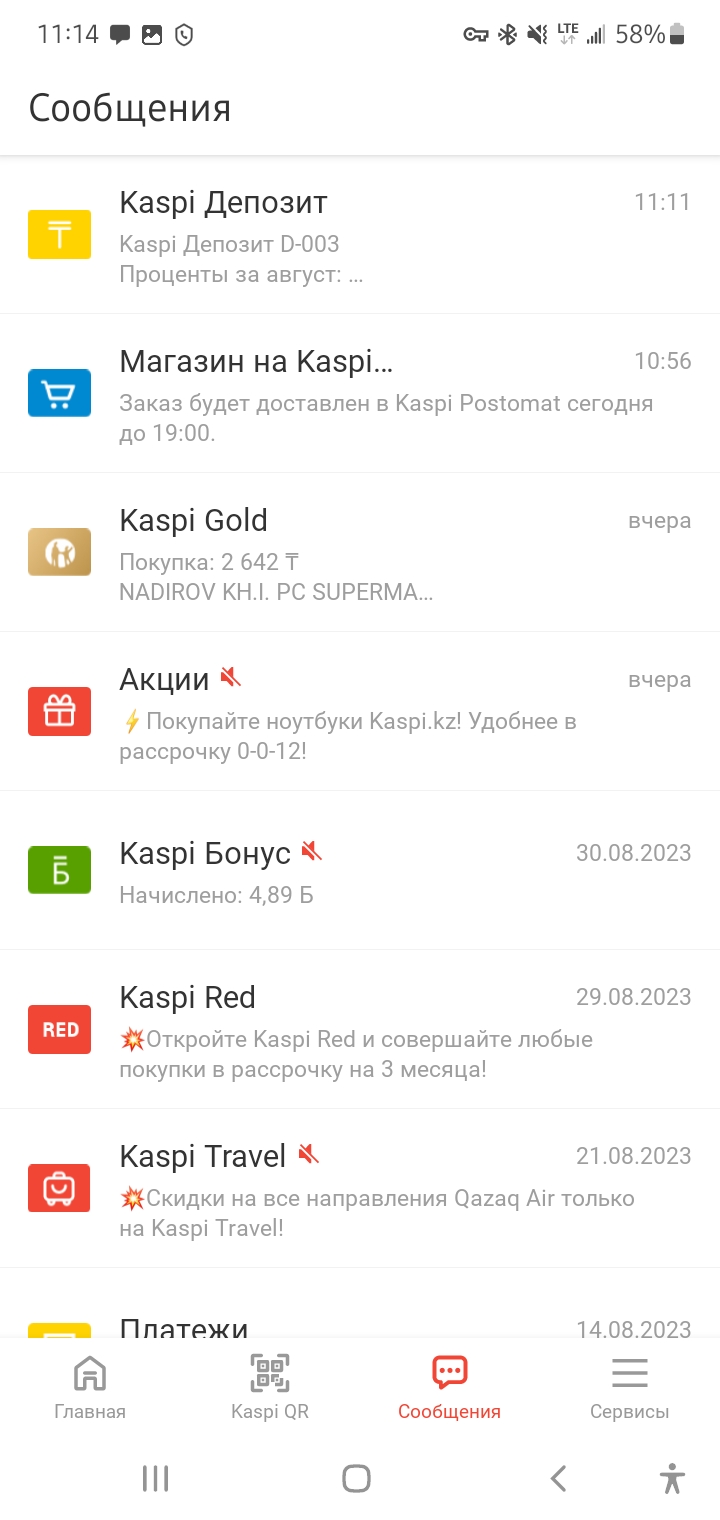 11:14
LTE
58%
Сообщения
Kaspi Депозит
11:11
Kaspi Депозит D-003
Проценты за август: ...
Магазин на Kaspi...
10:56
Заказ будет доставлен в Kaspi Postomat сегодня
до 19:00.
Kaspi Gold
вчера
Покупка: 2 642 ₸
NADIROV KH.I. PC SUPERMA...
Акции
вчера
⚡Покупайте ноутбуки Kaspi.kz! Удобнее в
рассрочку 0-0-12!
Kaspi Бонус
30.08.2023
Начислено: 4,89 Б
Б
RED
Kaspi Red
29.08.2023
💥Откройте Kaspi Red и совершайте любые
покупки в рассрочку на 3 месяца!
Kaspi Travel
21.08.2023
💥Скидки на все направления Qazaq Air только
на Kaspi Travel!
Платежи
14.08.2023
Главная
Kaspi QR
Сообщения
Сервисы